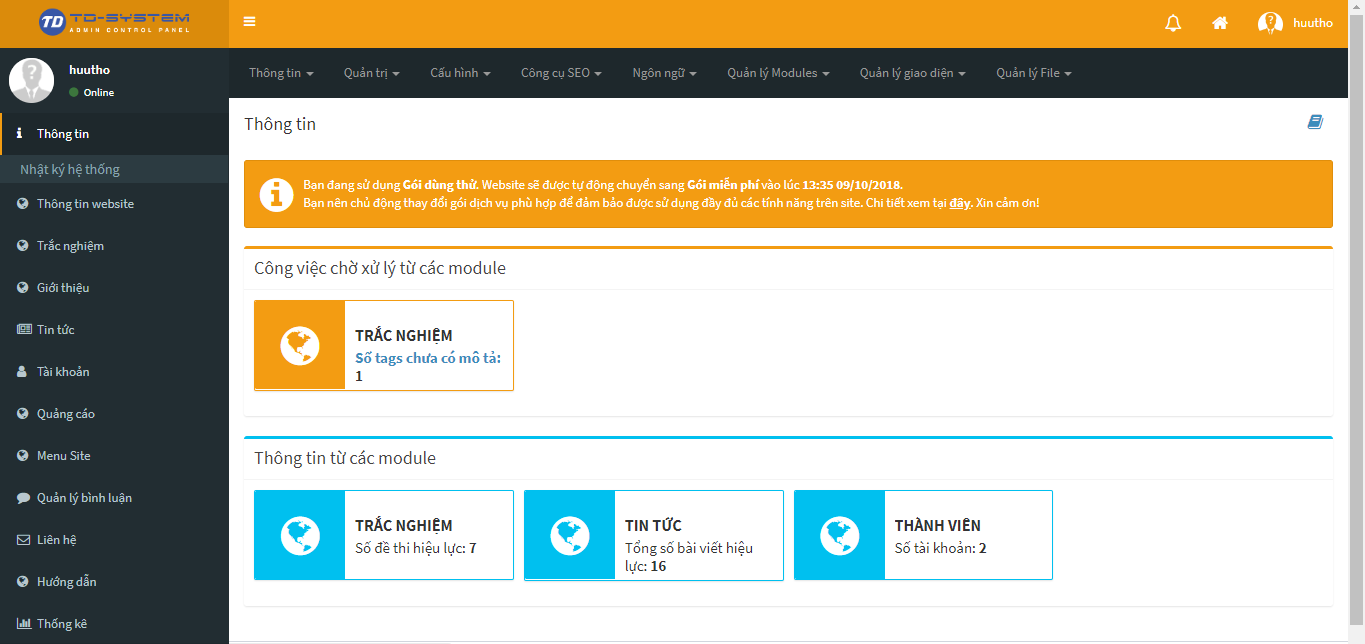 TD TD-SYSTEM
ADMIN CONTROL PANEL
huutho
huutho
Online
Thông tin
Nhật ký hệ thống
Thông tin website
Trắc nghiệm
Giới thiệu
Tin tức
Tài khoản
Quảng cáo
Menu Site
Quản lý bình luận
Liên hệ
Hướng dẫn
Thống kê
Thông tin Quản trị Cấu hình Công cụ SEO Ngôn ngữ Quản lý Modules Quản lý giao diện Quản lý File
Thông tin
Bạn đang sử dụng Gói dùng thử. Website sẽ được tự động chuyển sang Gói miễn phí vào lúc 13:35 09/10/2018.
Bạn nên chủ động thay đổi gói dịch vụ phù hợp để đảm bảo được sử dụng đầy đủ các tính năng trên site. Chi tiết xem tại đây. Xin cảm ơn!
Công việc chờ xử lý từ các module
TRẮC NGHIỆM
Số tags chưa có mô tả:
1
Thông tin từ các module
TRẮC NGHIỆM
Số đề thi hiệu lực: 7
TIN TỨC
Tổng số bài viết hiệu
lực: 16
THÀNH VIÊN
Số tài khoản: 2